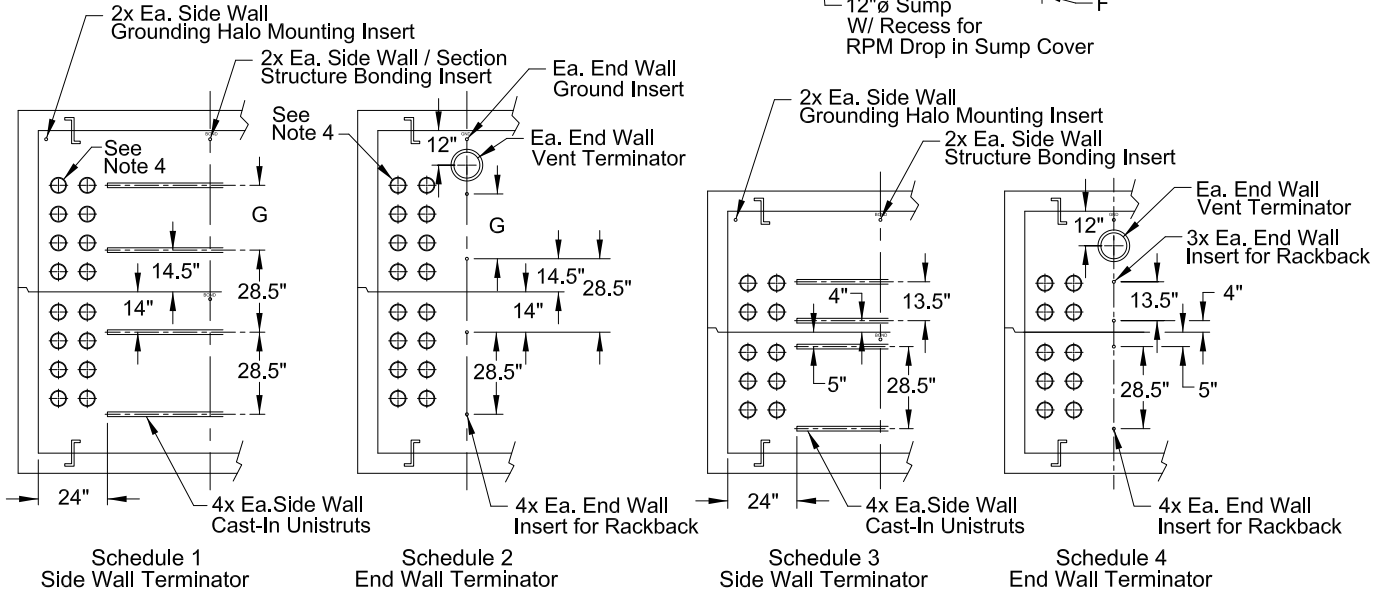 12"ø Sump
W/ Recess for
RPM Drop in Sump Cover
F
2x Ea. Side Wall
Grounding Halo Mounting Insert
2x Ea. Side Wall / Section
Structure Bonding Insert
See
Note 4
BOND
G
14.5"
14"
28.5"
BOND
28.5"
24"
4x Ea.Side Wall
Cast-In Unistruts
Schedule 1
Side Wall Terminator
Ea. End Wall
Ground Insert
See
Note 4
12"
GND
Ea. End Wall
Vent Terminator
G
14.5"
14"
28.5"
28.5"
4x Ea. End Wall
Insert for Rackback
Schedule 2
End Wall Terminator
2x Ea. Side Wall
Grounding Halo Mounting Insert
2x Ea. Side Wall
Structure Bonding Insert
BOND
4"
13.5"
BOND
5"
28.5"
24"
4x Ea.Side Wall
Cast-In Unistruts
Schedule 3
Side Wall Terminator
12"
GND
Ea. End Wall
Vent Terminator
3x Ea. End Wall
Insert for Rackback
13.5"
4"
28.5"
5"
4x Ea. End Wall
Insert for Rackback
Schedule 4
End Wall Terminator